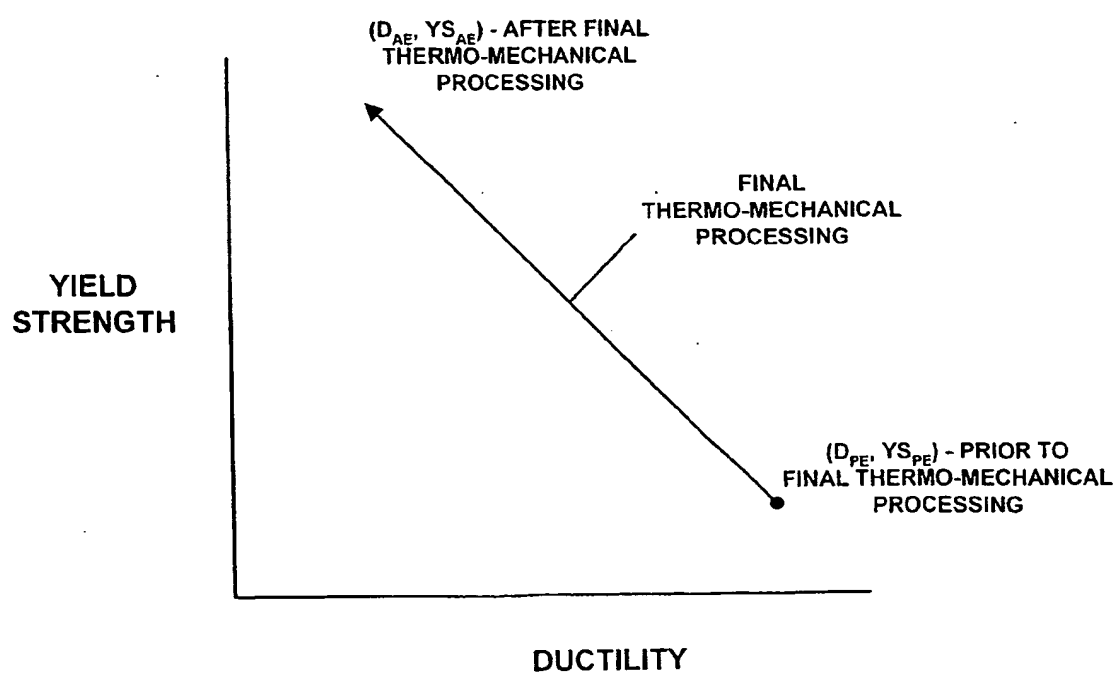 (D_AE, YS_AE) - AFTER FINAL
THERMO-MECHANICAL
PROCESSING
FINAL
THERMO-MECHANICAL
PROCESSING
YIELD
STRENGTH
(D_PE, YS_PE) - PRIOR TO
FINAL THERMO-MECHANICAL
PROCESSING
DUCTILITY